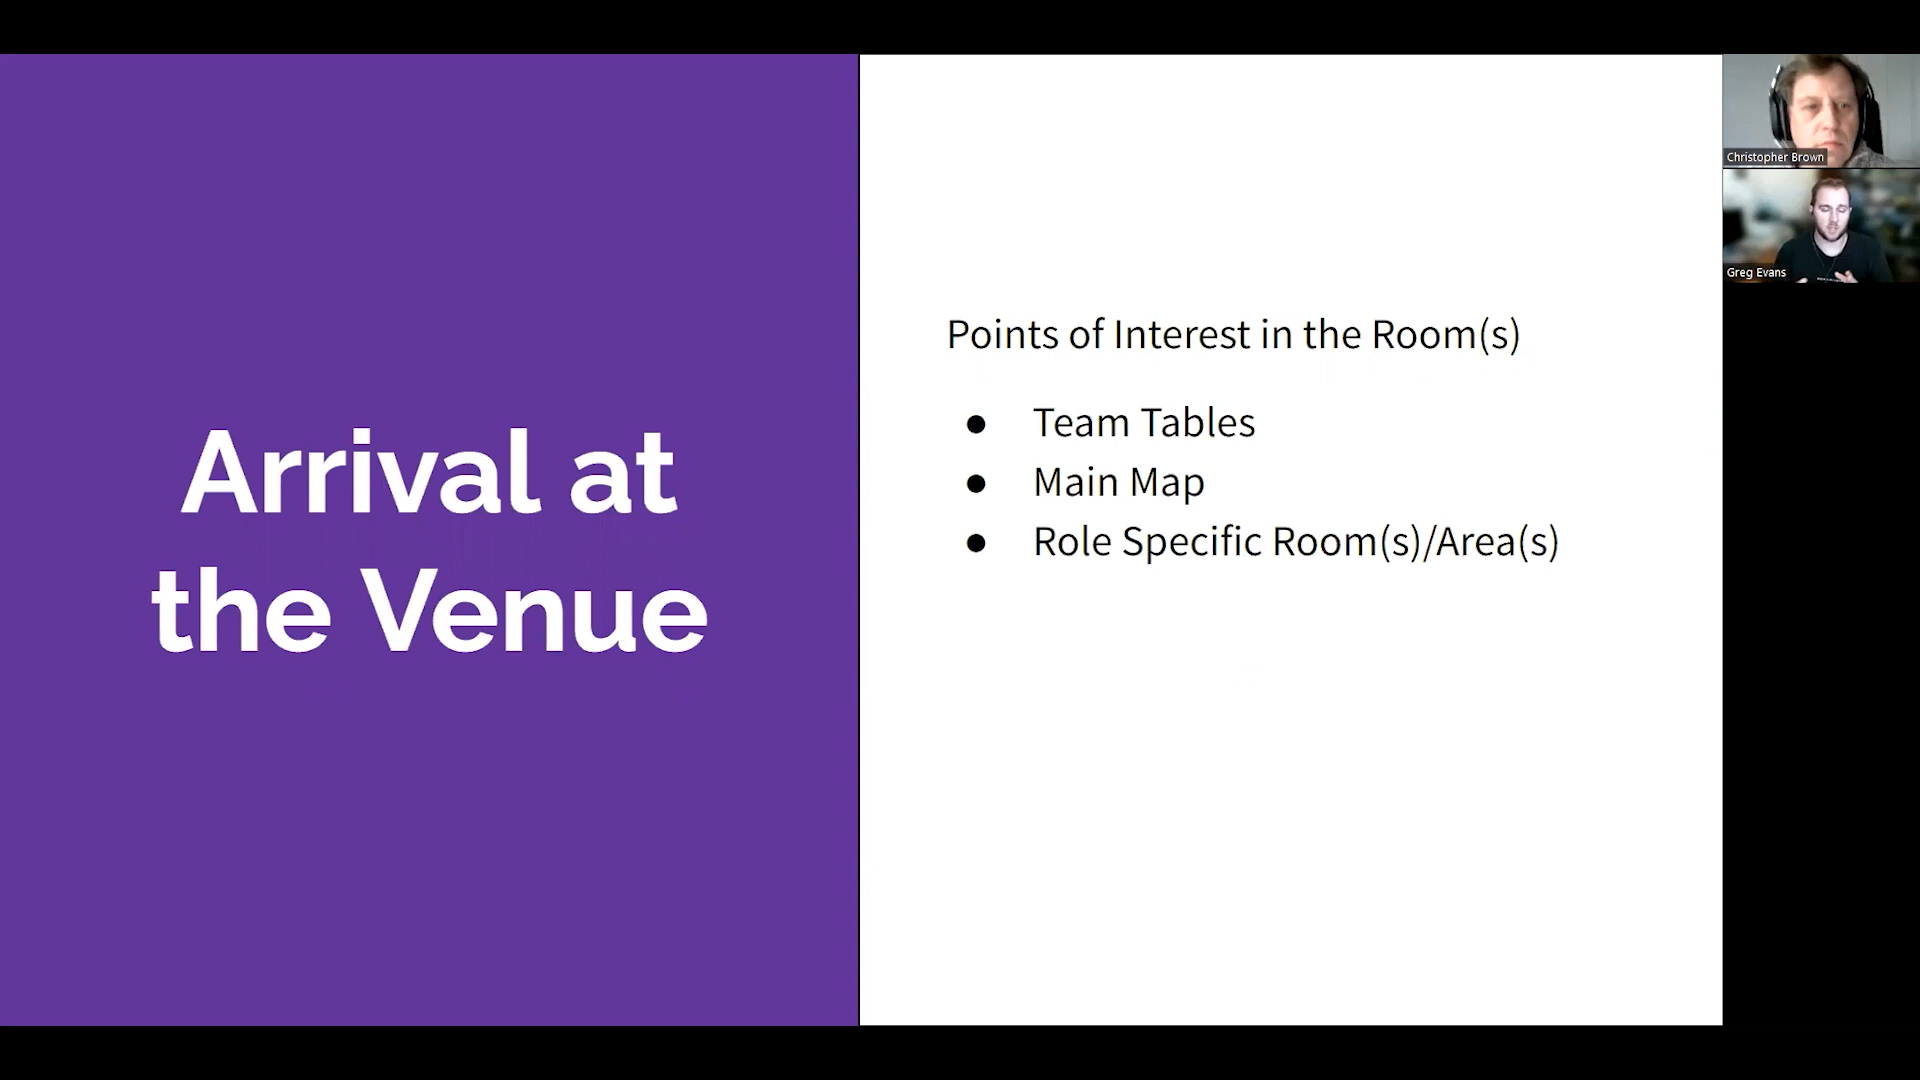 Arrival at
the Venue
Points of Interest in the Room(s)
● Team Tables
● Main Map
● Role Specific Room(s)/Area(s)
Christopher Brown
Greg Evans